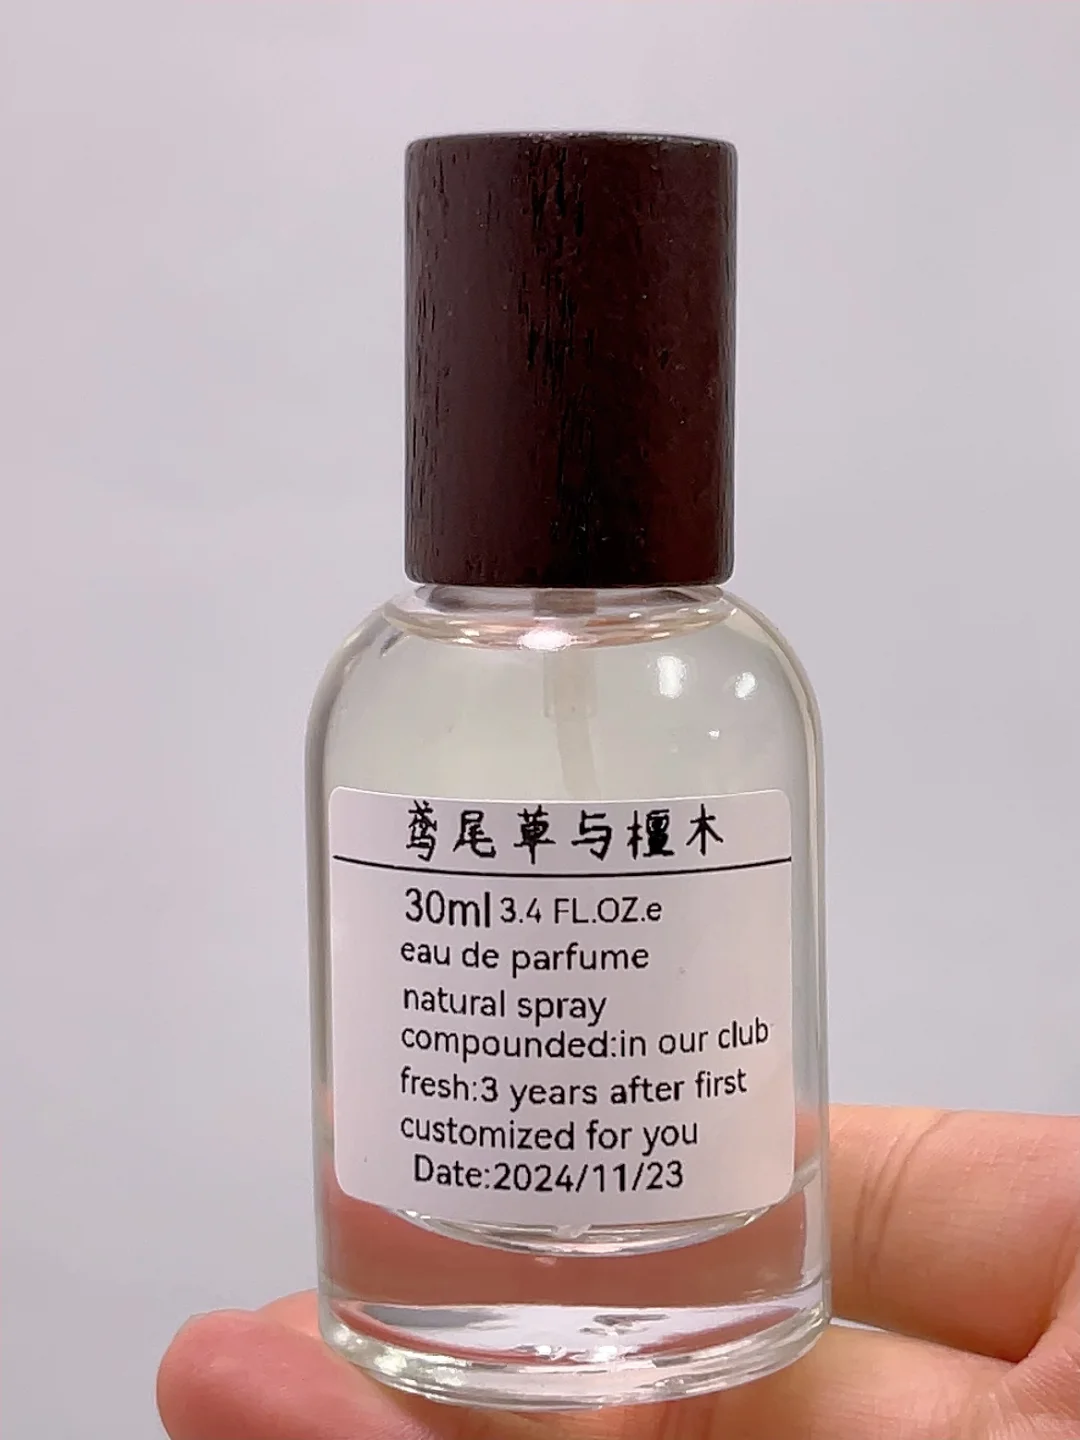 鸢尾草与檀木
30ml|3.4 FL.OZ.e
eau de parfume
natural spray
compounded:in our club
fresh:3 years after first
customized for you
Date:2024/11/23